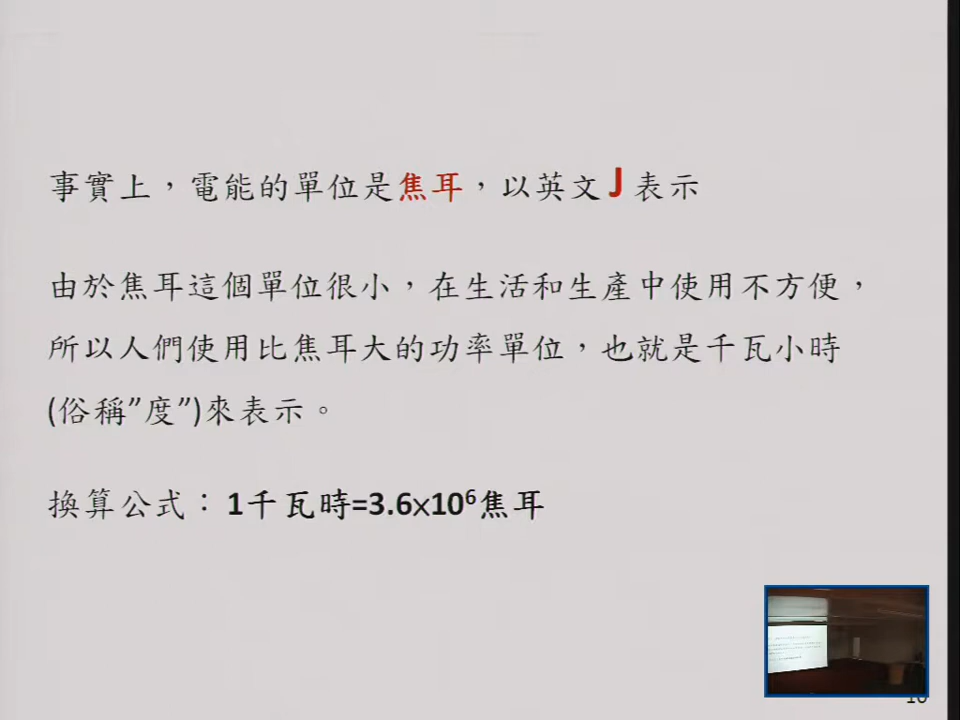 事實上，電能的單位是焦耳，以英文 J 表示
由於焦耳這個單位很小，在生活和生產中使用不方便，
所以人們使用比焦耳大的功率單位，也就是千瓦小時
(俗稱”度”)來表示。
換算公式：1千瓦時=3.6x10⁶焦耳